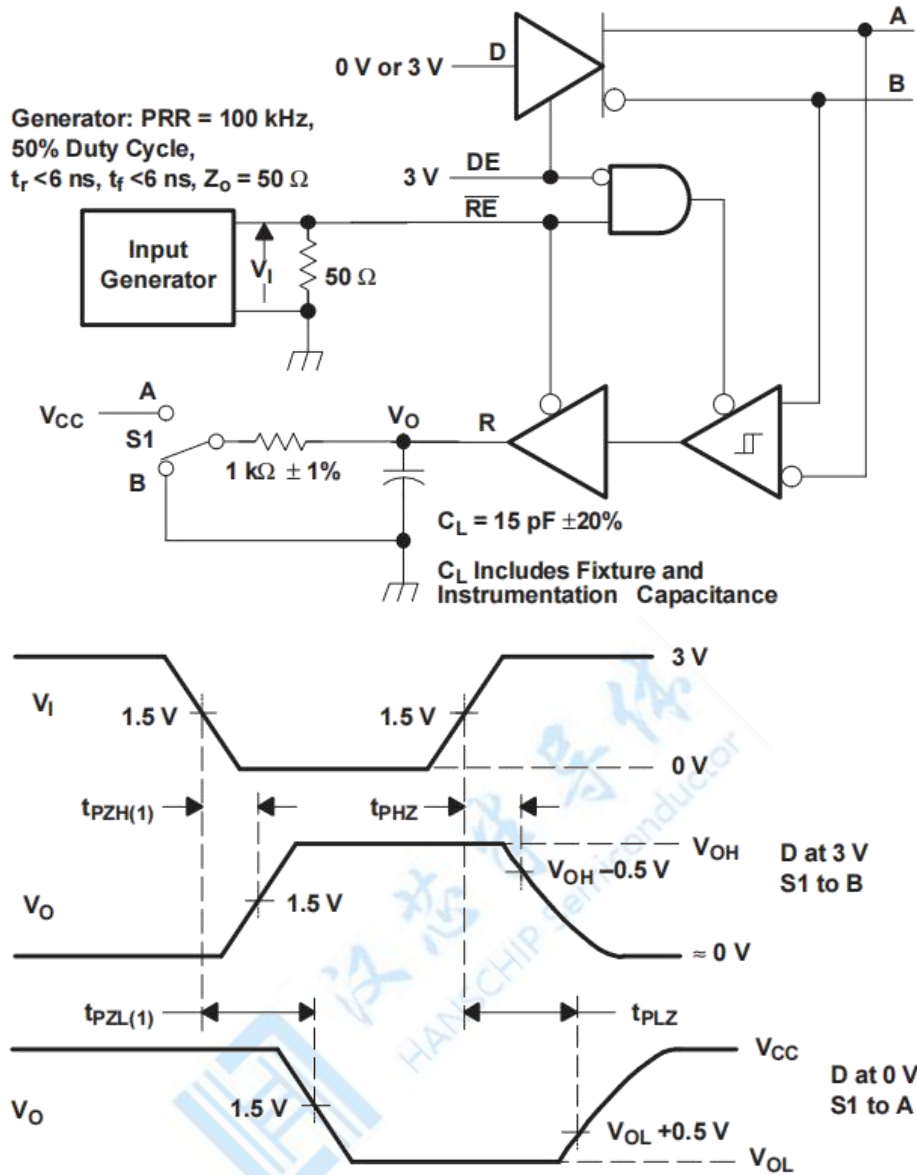 A
D
0 V or 3 V
B
Generator: PRR = 100 kHz,
50% Duty Cycle,
tr <6 ns, tf <6 ns, Zo = 50 Ω
DE
3 V
RE
Input
Generator
VI
50 Ω
A
VCC
S1
B
1 kΩ ± 1%
VO
R
CL = 15 pF ±20%
CL Includes Fixture and
Instrumentation Capacitance
3 V
VI
1.5 V
1.5 V
0 V
tPZH(1)
tPHZ
VOH
VOH –0.5 V
D at 3 V
S1 to B
VO
1.5 V
≈ 0 V
tPZL(1)
tPLZ
VCC
D at 0 V
S1 to A
VO
1.5 V
VOL +0.5 V
VOL
HANSCHIP Semiconductor